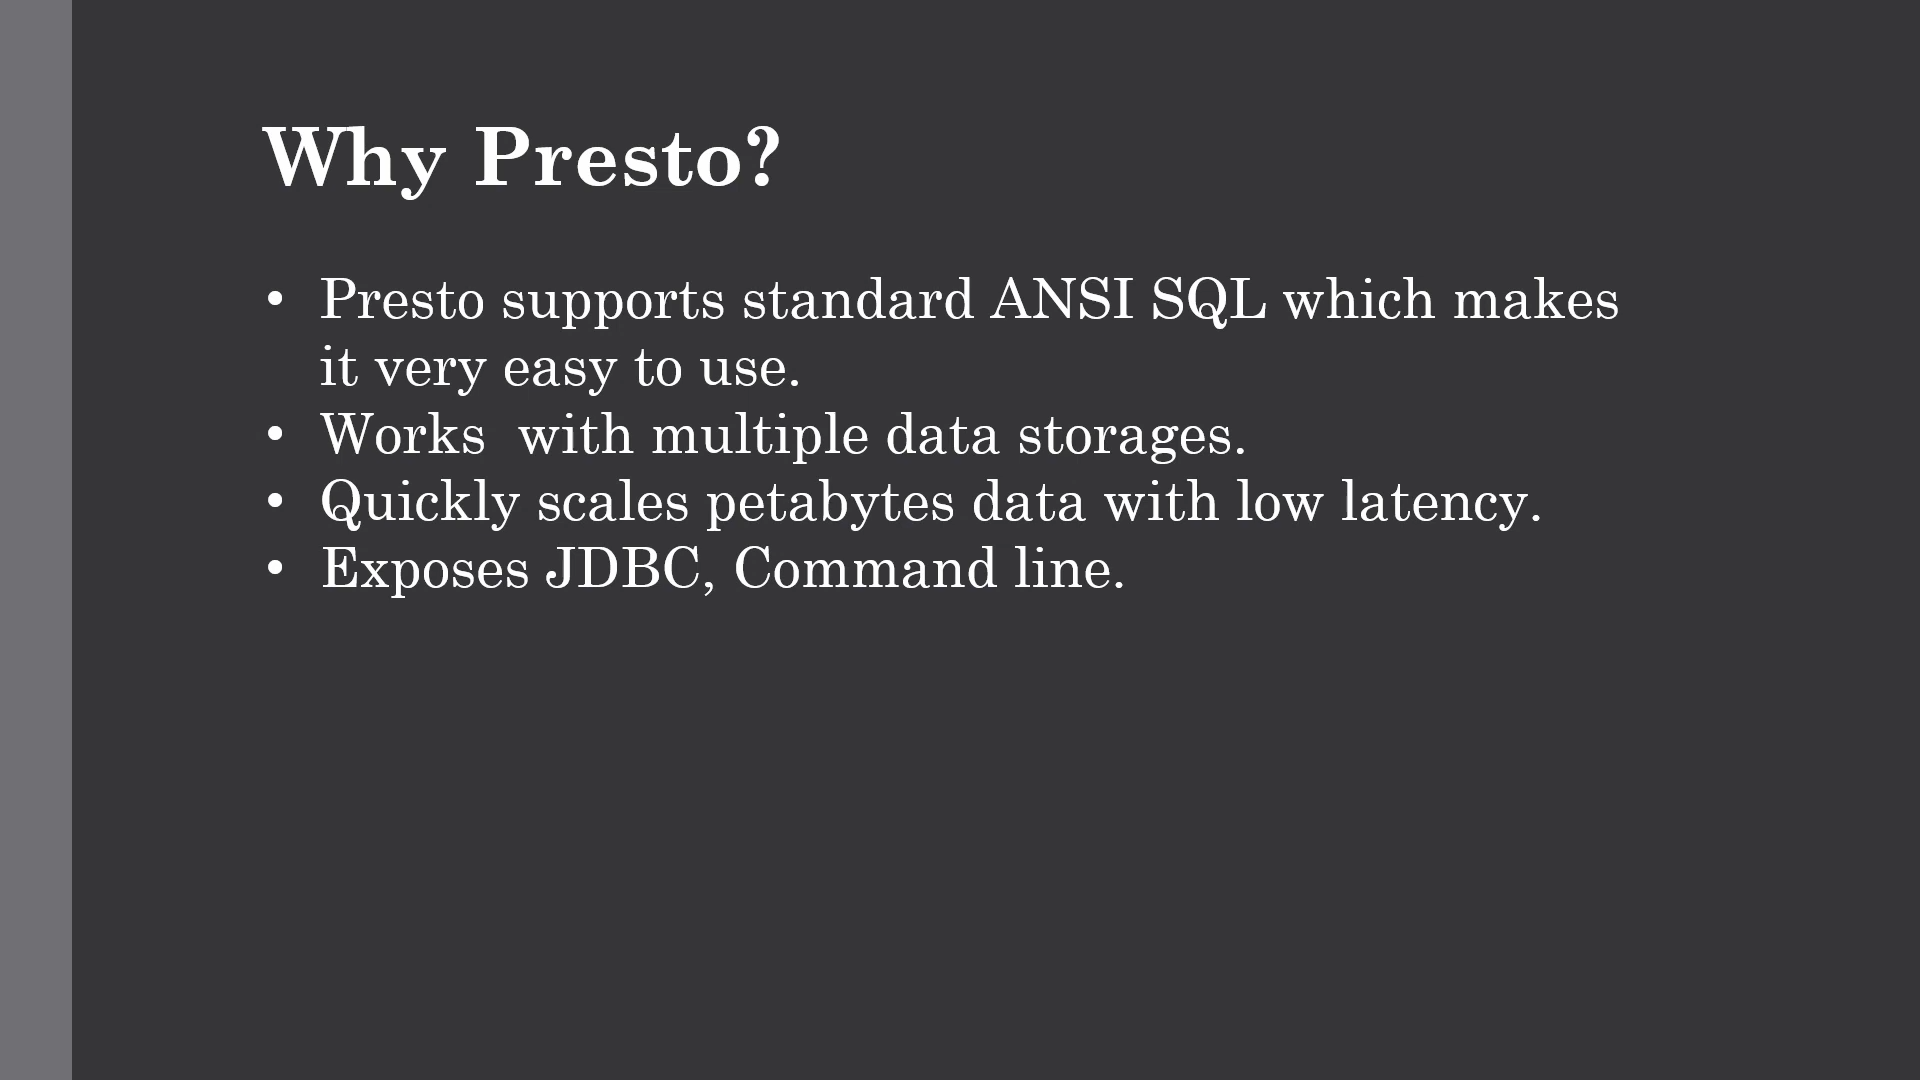 Why Presto?
• Presto supports standard ANSI SQL which makes
it very easy to use.
• Works  with multiple data storages.
• Quickly scales petabytes data with low latency.
• Exposes JDBC, Command line.